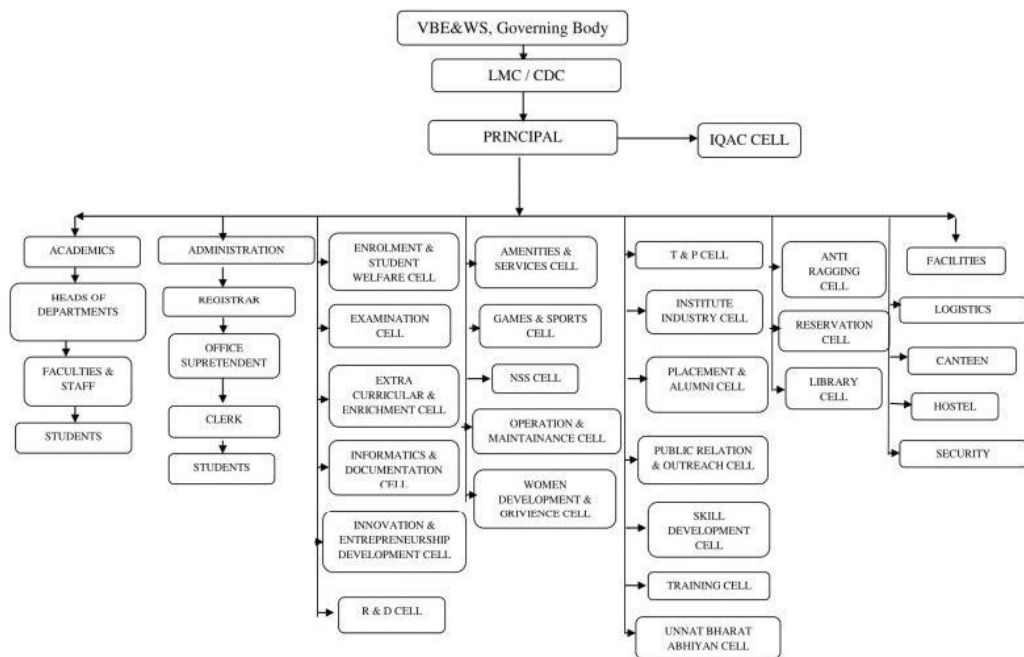 VBE&WS, Governing Body
LMC / CDC
PRINCIPAL
IQAC CELL
ACADEMICS
HEADS OF
DEPARTMENTS
FACULTIES &
STAFF
STUDENTS
ADMINISTRATION
REGISTRAR
OFFICE
SUPRETENDENT
CLERK
STUDENTS
ENROLMENT &
STUDENT
WELFARE CELL
EXAMINATION
CELL
EXTRA
CURRICULAR &
ENRICHMENT CELL
INFORMATICS &
DOCUMENTATION
CELL
INNOVATION &
ENTREPRENEURSHIP
DEVELOPMENT CELL
R & D CELL
AMENITIES &
SERVICES CELL
GAMES & SPORTS
CELL
NSS CELL
OPERATION &
MAINTAINANCE CELL
WOMEN
DEVELOPMENT &
GRIVIENCE CELL
T & P CELL
INSTITUTE
INDUSTRY CELL
PLACEMENT &
ALUMNI CELL
PUBLIC RELATION
& OUTREACH CELL
SKILL
DEVELOPMENT
CELL
TRAINING CELL
UNNAT BHARAT
ABHIYAN CELL
ANTI
RAGGING
CELL
RESERVATION
CELL
LIBRARY
CELL
FACILITIES
LOGISTICS
CANTEEN
HOSTEL
SECURITY